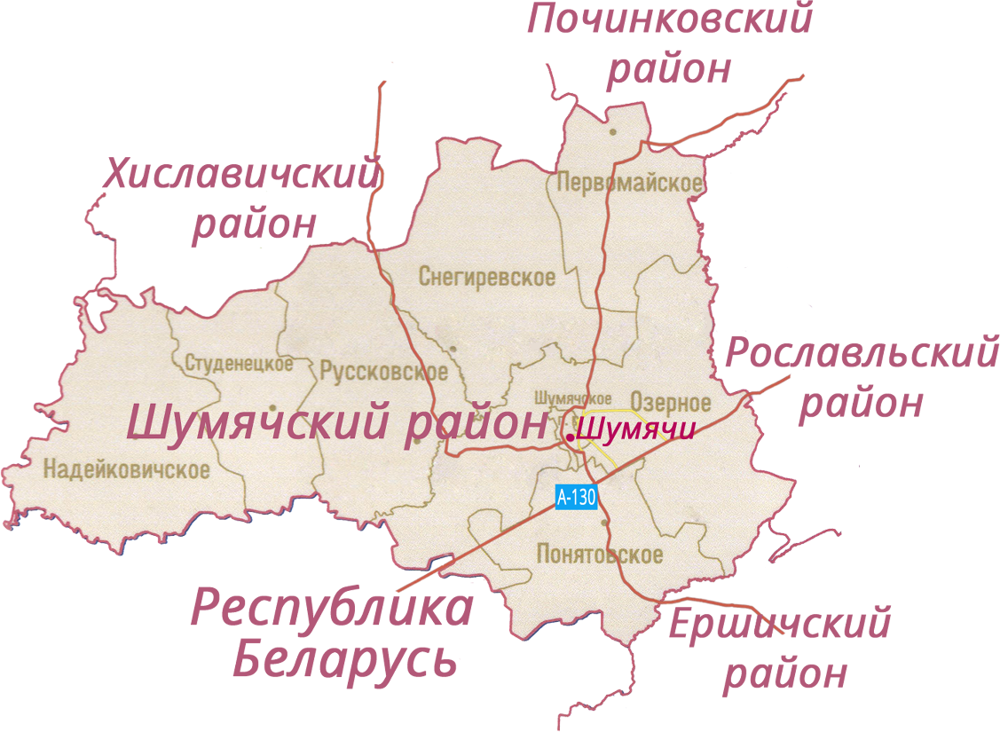 Починковский
район
Хиславичский
район
Первомайское
Снегиревское
Рославльский
район
Студенецкое
Руссковское
Шумячское
Озерное
Шумячский район
Шумячи
Надейковичское
А-130
Понятовское
Республика
Беларусь
Ершичский
район